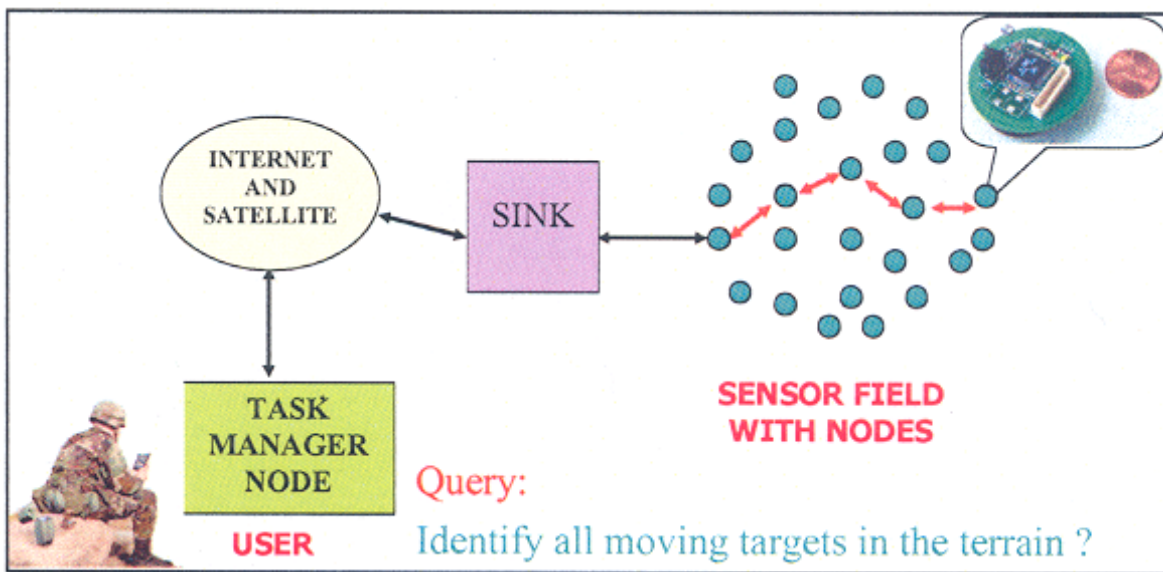 INTERNET
AND
SATELLITE
SINK
TASK
MANAGER
NODE
USER
SENSOR FIELD
WITH NODES
Query:
Identify all moving targets in the terrain ?